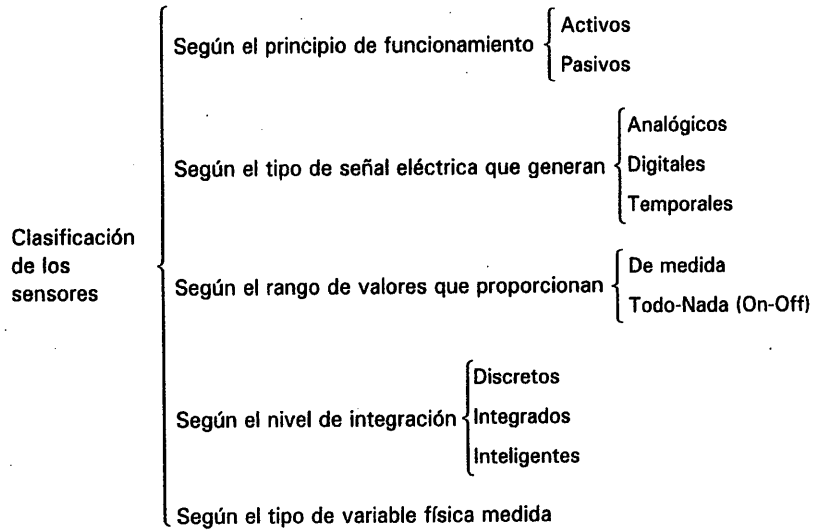 Clasificación
de los
sensores
Según el principio de funcionamiento
Activos
Pasivos
Según el tipo de señal eléctrica que generan
Analógicos
Digitales
Temporales
Según el rango de valores que proporcionan
De medida
Todo-Nada (On-Off)
Según el nivel de integración
Discretos
Integrados
Inteligentes
Según el tipo de variable física medida